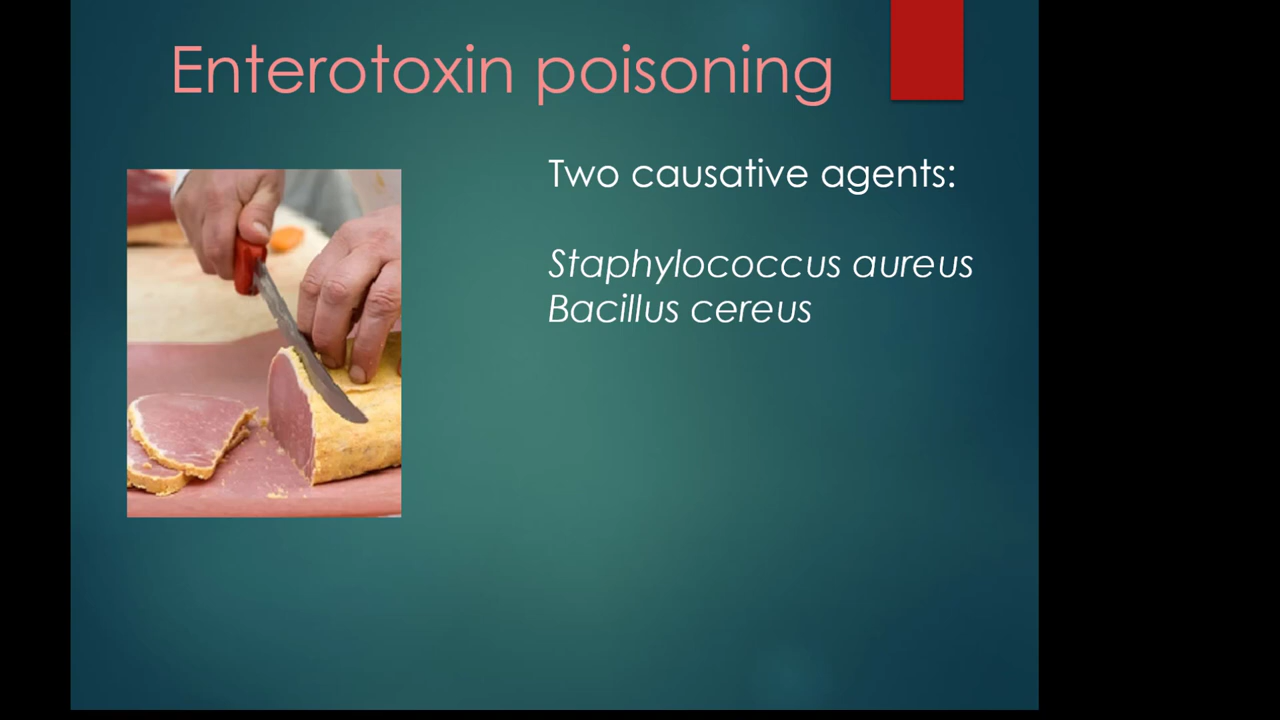 Enterotoxin poisoning
Two causative agents:
Staphylococcus aureus
Bacillus cereus